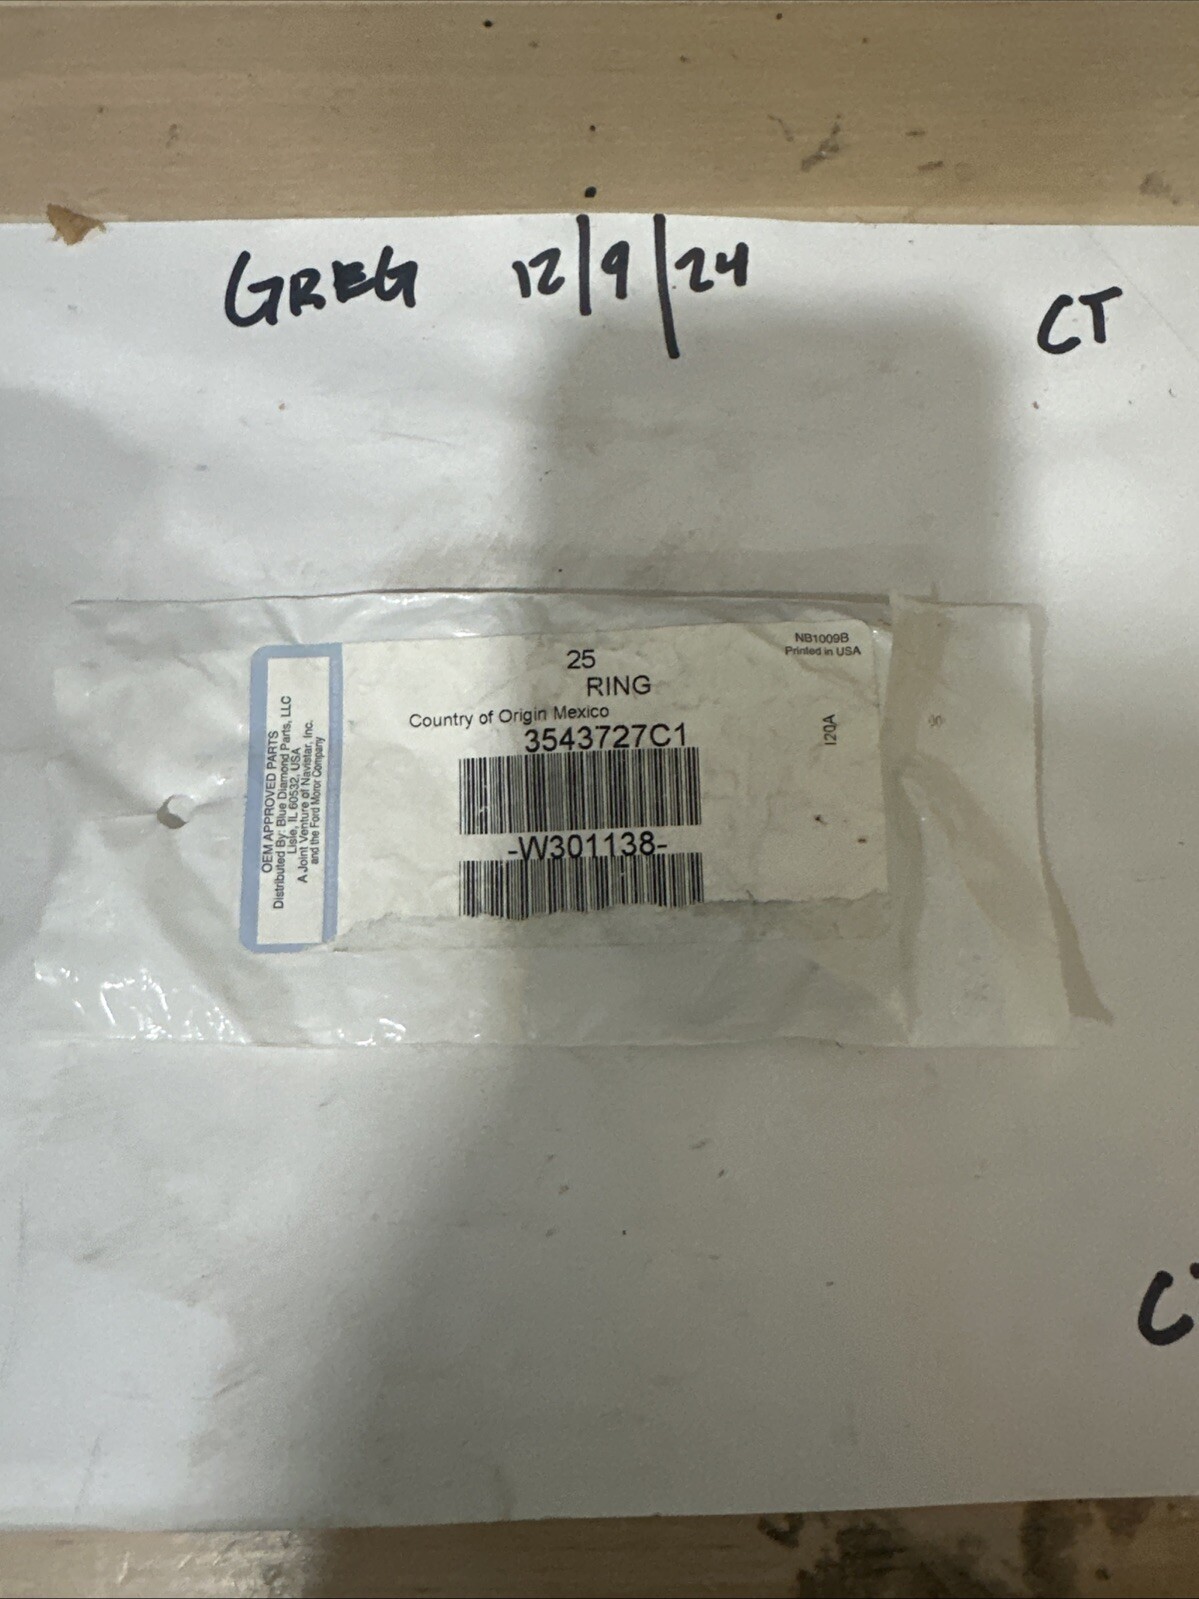 GREG 12/9/24
CT
NB1009B
Printed in USA
25
RING
Country of Origin Mexico
3543727C1
I20A
-W301138-
OEM APPROVED PARTS
Distributed By: Blue Diamond Parts, LLC
Lisle, IL 60532, USA
A Joint Venture of Navistar, Inc.
and the Ford Motor Company